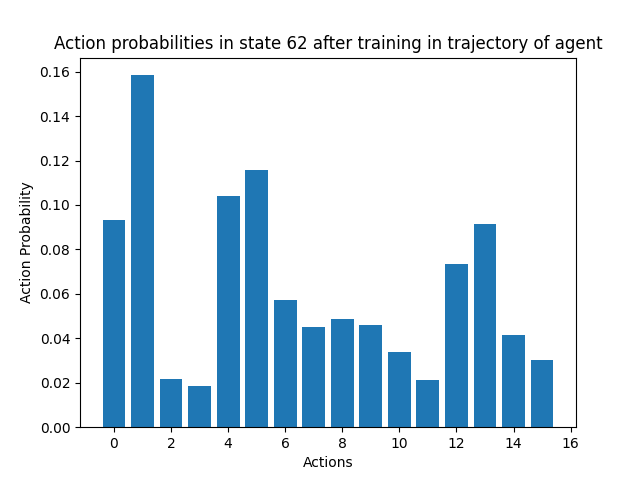 Action probabilities in state 62 after training in trajectory of agent
0.16
0.14
0.12
0.10
0.08
0.06
0.04
0.02
0.00
Action Probability
0 2 4 6 8 10 12 14 16
Actions